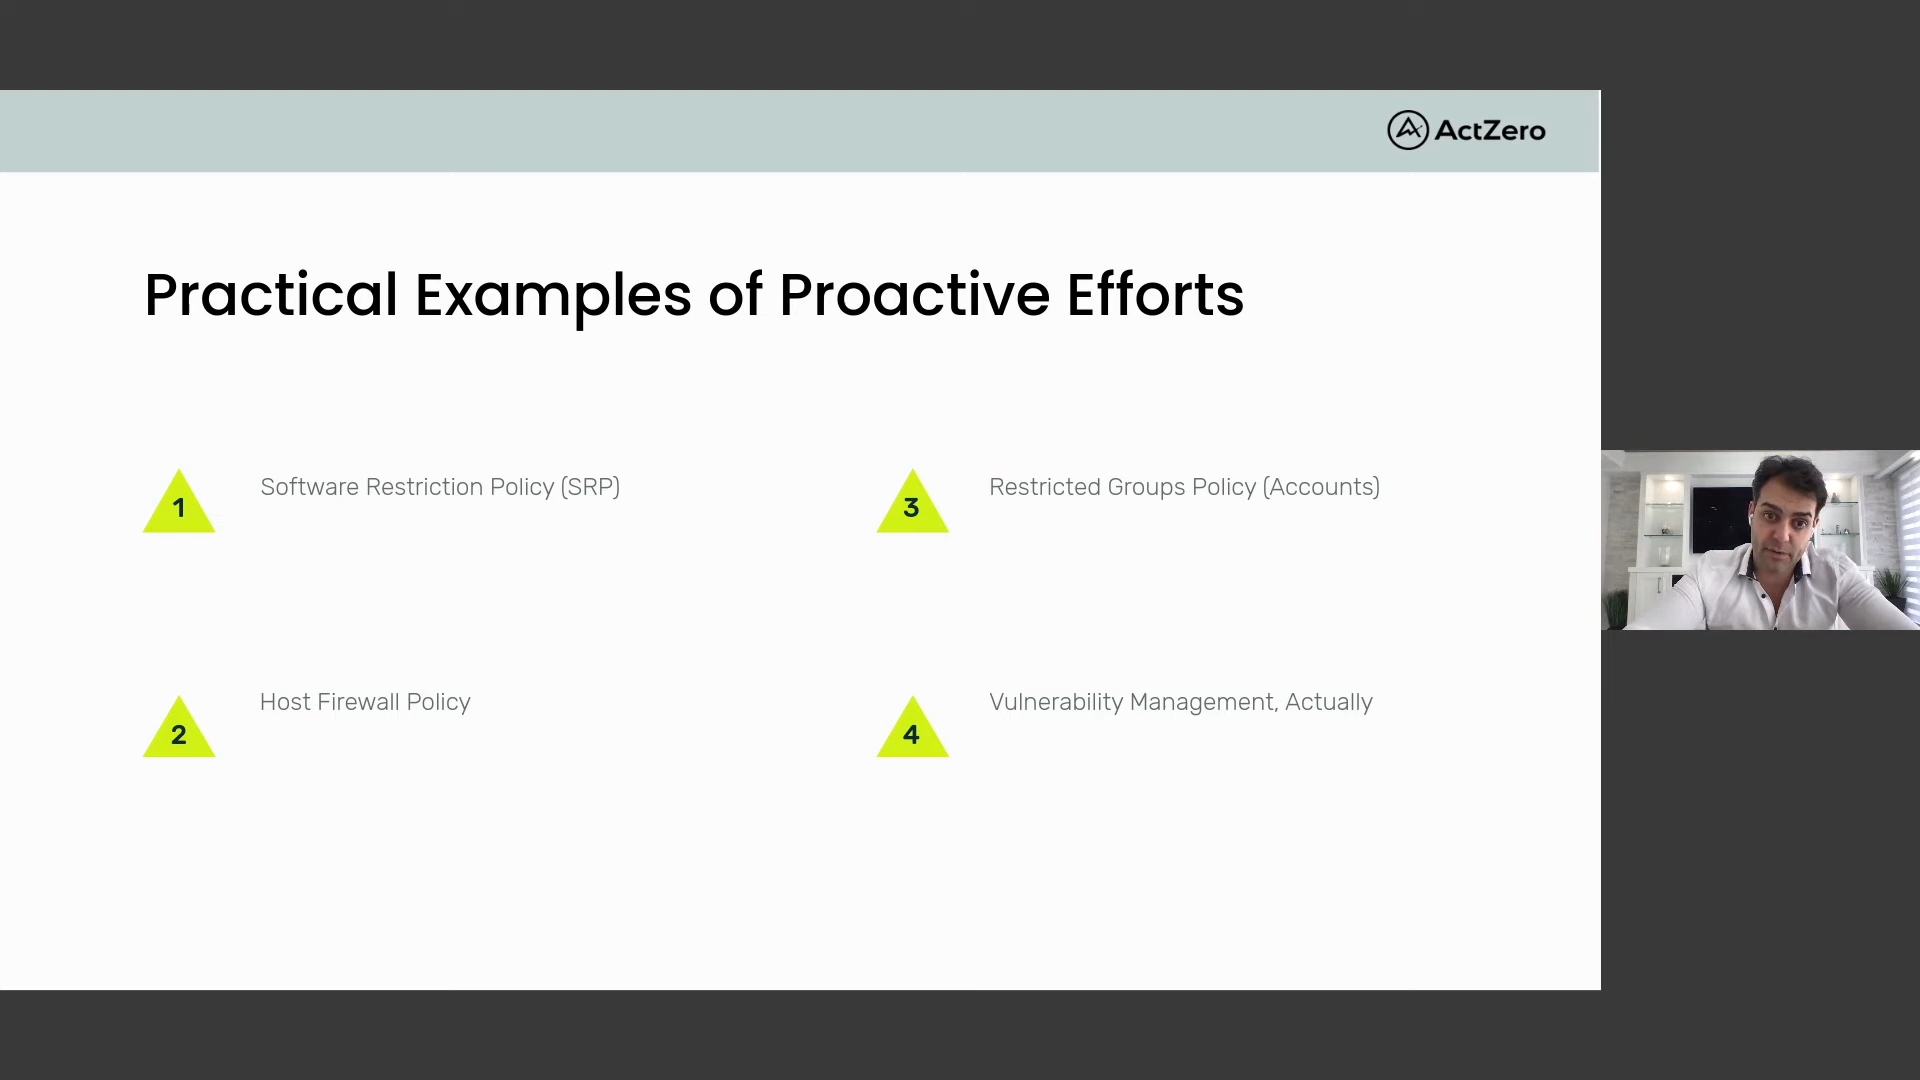 ActZero
Practical Examples of Proactive Efforts
1
Software Restriction Policy (SRP)
2
Host Firewall Policy
3
Restricted Groups Policy (Accounts)
4
Vulnerability Management, Actually